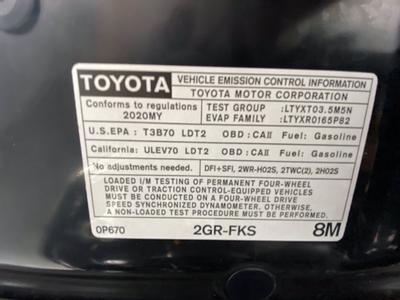 TOYOTA
VEHICLE EMISSION CONTROL INFORMATION
TOYOTA MOTOR CORPORATION
Conforms to regulations
2020MY
TEST GROUP :LTYXT03.5M5N
EVAP FAMILY :LTYXR0165P82
U.S.EPA : T3B70 LDT2 OBD:CAII Fuel: Gasoline
California: ULEV70 LDT2 OBD:CAII Fuel: Gasoline
No adjustments needed. DFI+SFI, 2WR-HO2S, 2TWC(2), 2HO2S
LOADED I/M TESTING OF PERMANENT FOUR-WHEEL
DRIVE OR TRACTION CONTROL-EQUIPPED VEHICLES
MUST BE CONDUCTED ON A FOUR-WHEEL DRIVE
SPEED SYNCHRONIZED DYNAMOMETER. OTHERWISE, A
NON-LOADED TEST PROCEDURE MUST BE PERFORMED.
0P670 2GR-FKS 8M